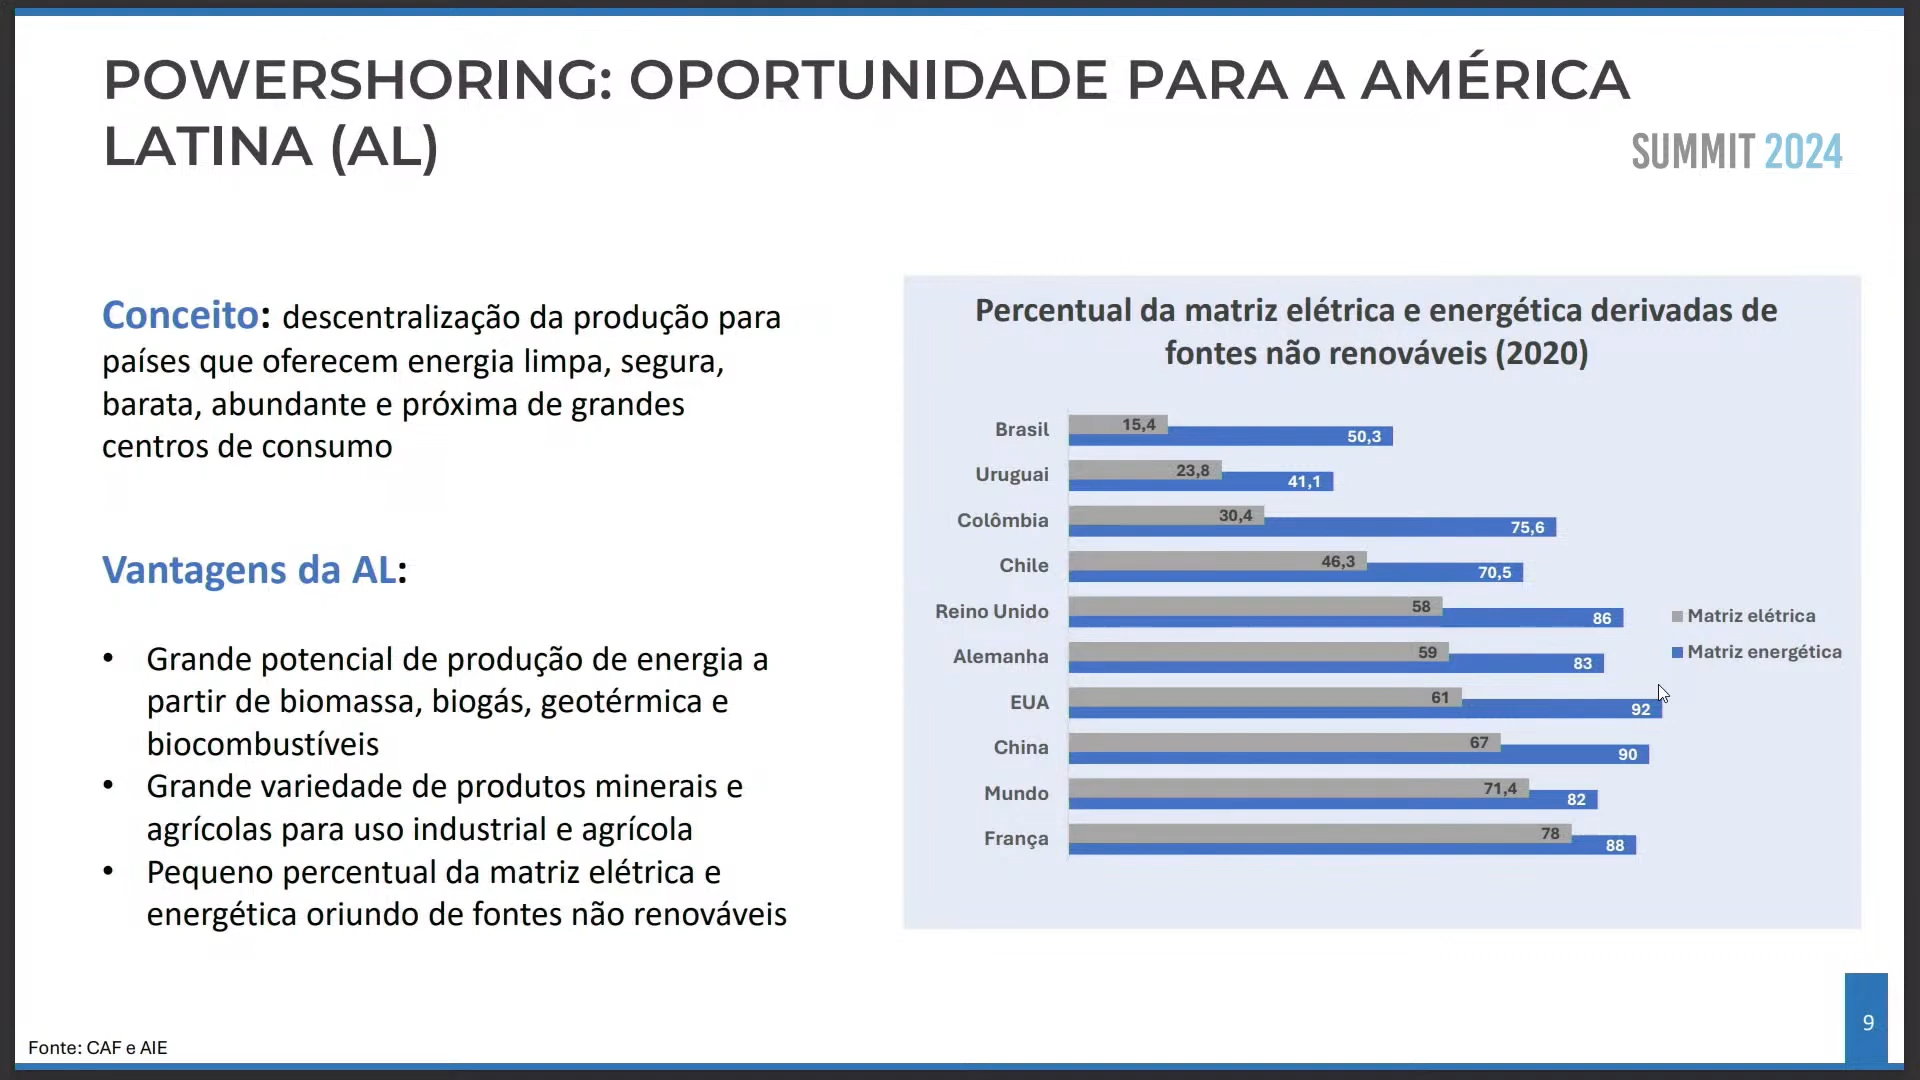 POWERSHORING: OPORTUNIDADE PARA A AMÉRICA
LATINA (AL)
SUMMIT 2024
Conceito: descentralização da produção para
países que oferecem energia limpa, segura,
barata, abundante e próxima de grandes
centros de consumo
Vantagens da AL:
• Grande potencial de produção de energia a
partir de biomassa, biogás, geotérmica e
biocombustíveis
• Grande variedade de produtos minerais e
agrícolas para uso industrial e agrícola
• Pequeno percentual da matriz elétrica e
energética oriundo de fontes não renováveis
Percentual da matriz elétrica e energética derivadas de
fontes não renováveis (2020)
Brasil 15,4 50,3
Uruguai 23,8 41,1
Colômbia 30,4 75,6
Chile 46,3 70,5
Reino Unido 58 86
Alemanha 59 83
EUA 61 92
China 67 90
Mundo 71,4 82
França 78 88
Matriz elétrica
Matriz energética
Fonte: CAF e AIE
9